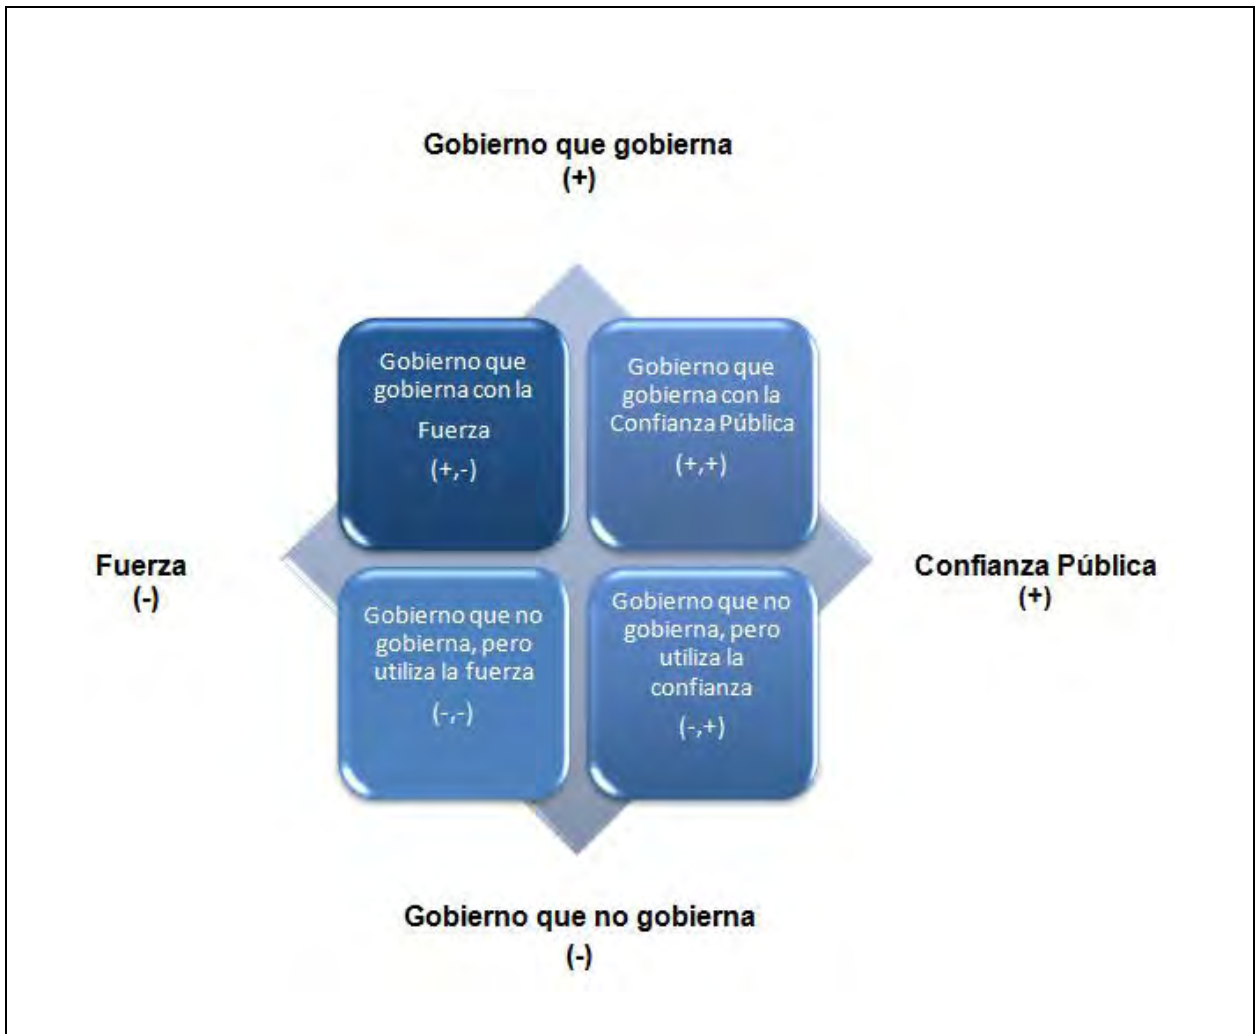 Gobierno que gobierna
(+)
Gobierno que
gobierna con la
Fuerza
(+,-)
Gobierno que
gobierna con la
Confianza Pública
(+,+)
Fuerza
(-)
Confianza Pública
(+)
Gobierno que no
gobierna, pero
utiliza la fuerza
(-,-)
Gobierno que no
gobierna, pero
utiliza la
confianza
(-,+)
Gobierno que no gobierna
(-)